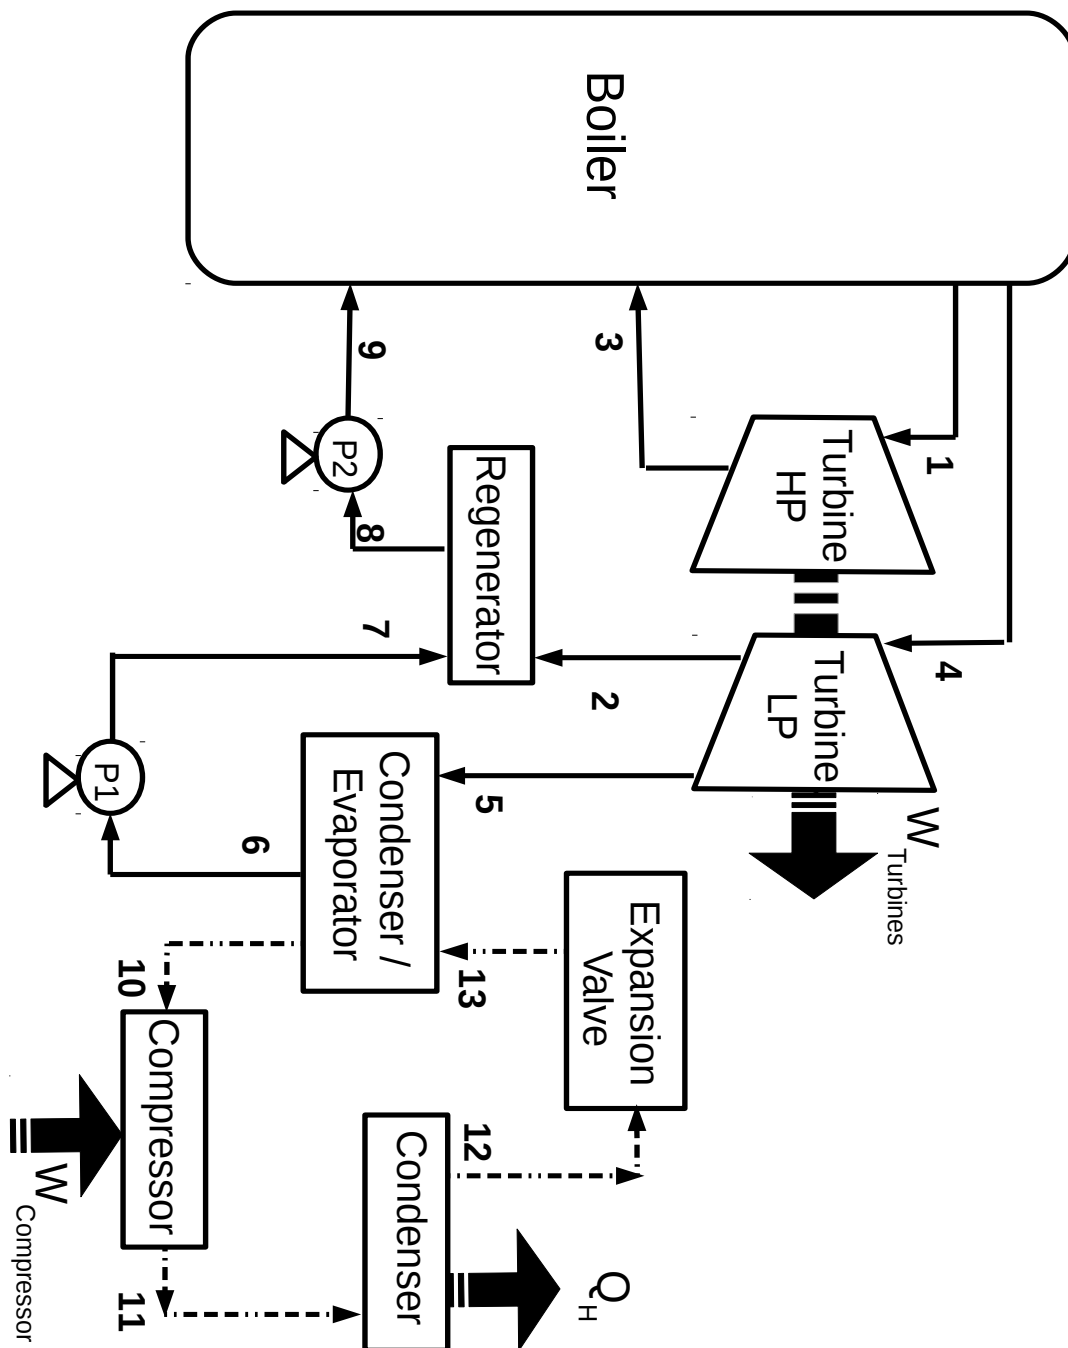 Boiler
1
4
3
9
Turbine
HP
P2
8
Regenerator
7
2
Turbine
LP
W
Turbines
P1
6
Condenser /
Evaporator
5
Expansion
Valve
13
10
Compressor
W
Compressor
11
12
Condenser
Q
H